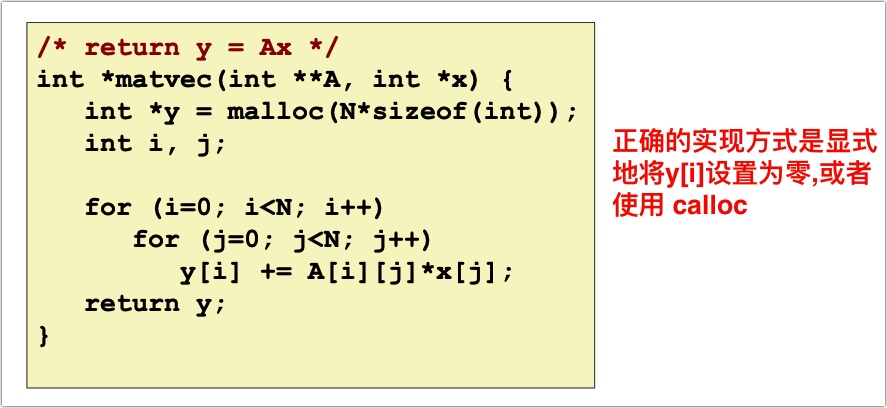 /* return y = Ax */
int *matvec(int **A, int *x) {
   int *y = malloc(N*sizeof(int));
   int i, j;

   for (i=0; i<N; i++)
      for (j=0; j<N; j++)
         y[i] += A[i][j]*x[j];
   return y;
}
正确的实现方式是显式
地将y[i]设置为零,或者
使用 calloc